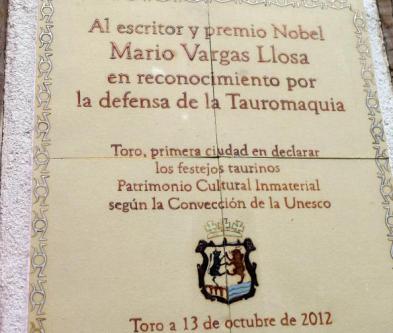 Al escritor y premio Nobel
Mario Vargas Llosa
en reconocimiento por
la defensa de la Tauromaquia
Toro, primera ciudad en declarar
los festejos taurinos
Patrimonio Cultural Inmaterial
según la Convección de la Unesco
Toro a 13 de octubre de 2012